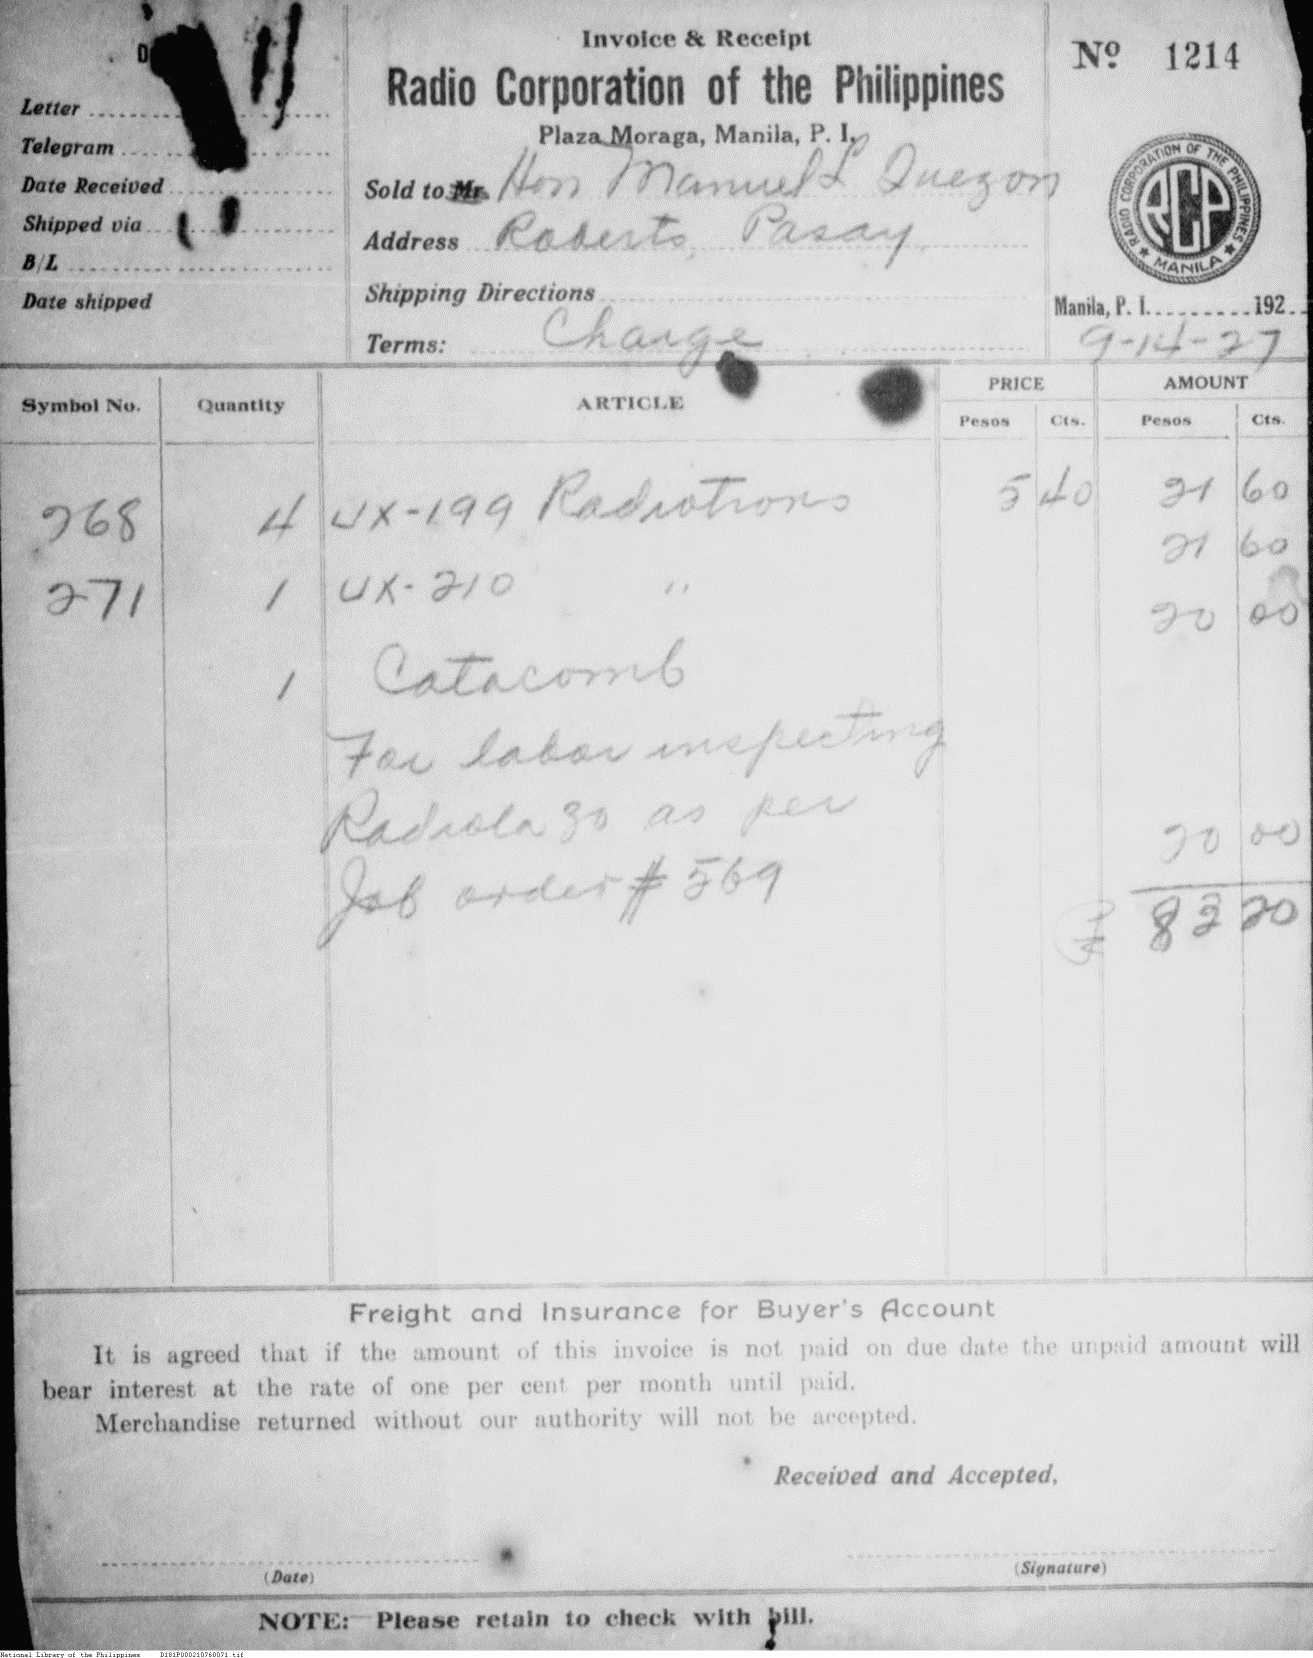 Invoice & Receipt
Radio Corporation of the Philippines
Plaza Moraga, Manila, P. I.
Nº 1214
Letter
Telegram
Date Received
Shipped via
B/L
Date shipped
Sold to Mr. Hon Manuel L Quezon
Address Roberts, Pasay
Shipping Directions
Terms: Charge
RADIO CORPORATION OF THE PHILIPPINES
RCP
★ MANILA ★
Manila, P. I. 192
9-14-27
Symbol No. Quantity ARTICLE PRICE AMOUNT
Pesos Cts. Pesos Cts.
268 4 UX-199 Radiotrons 5 40 21 60
21 60
271 1 UX-210 " 20 00
1 Catacomb
For labor inspecting
Radiola 30 as per
Job order # 569 20 00
₱ 83 20
Freight and Insurance for Buyer's Account
It is agreed that if the amount of this invoice is not paid on due date the unpaid amount will
bear interest at the rate of one per cent per month until paid.
Merchandise returned without our authority will not be accepted.
Received and Accepted,
(Date) (Signature)
NOTE: Please retain to check with bill.
National Library of the Philippines D181P000210760071.tif